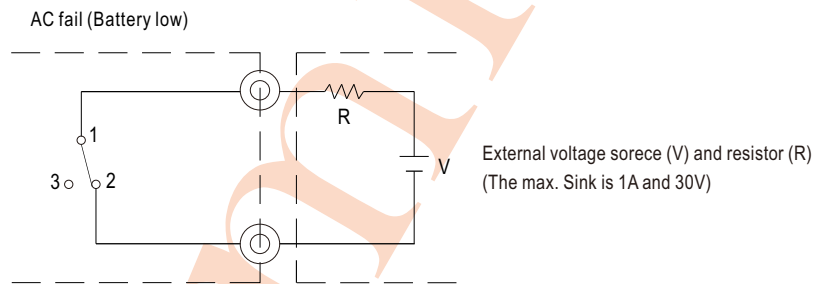 AC fail (Battery low)
R
1
3 2
V
External voltage sorece (V) and resistor (R)
(The max. Sink is 1A and 30V)